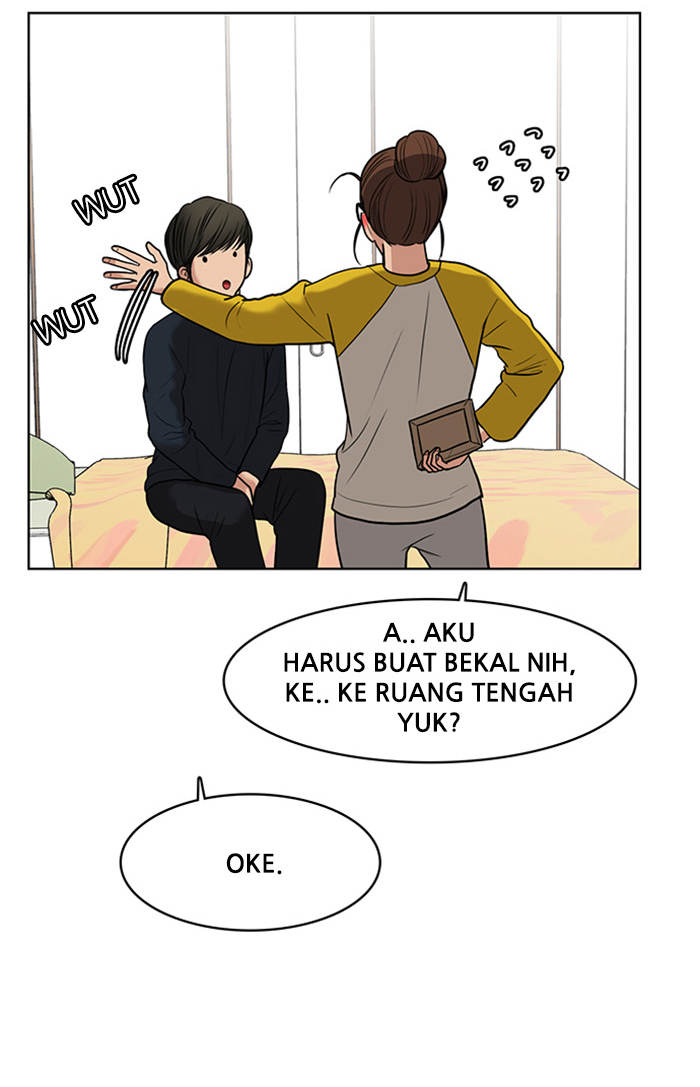 WUT
WUT
A.. AKU
HARUS BUAT BEKAL NIH,
KE.. KE RUANG TENGAH
YUK?
OKE.